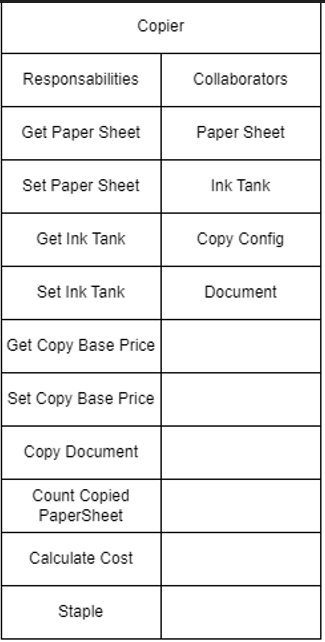 Copier
Responsabilities Collaborators
Get Paper Sheet Paper Sheet
Set Paper Sheet Ink Tank
Get Ink Tank Copy Config
Set Ink Tank Document
Get Copy Base Price
Set Copy Base Price
Copy Document
Count Copied
PaperSheet
Calculate Cost
Staple